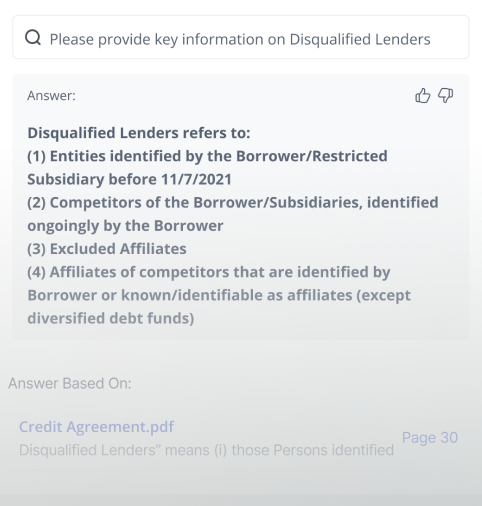 Please provide key information on Disqualified Lenders
Answer:
Disqualified Lenders refers to:
(1) Entities identified by the Borrower/Restricted
Subsidiary before 11/7/2021
(2) Competitors of the Borrower/Subsidiaries, identified
ongoingly by the Borrower
(3) Excluded Affiliates
(4) Affiliates of competitors that are identified by
Borrower or known/identifiable as affiliates (except
diversified debt funds)
Answer Based On:
Credit Agreement.pdf
Page 30
Disqualified Lenders" means (i) those Persons identified